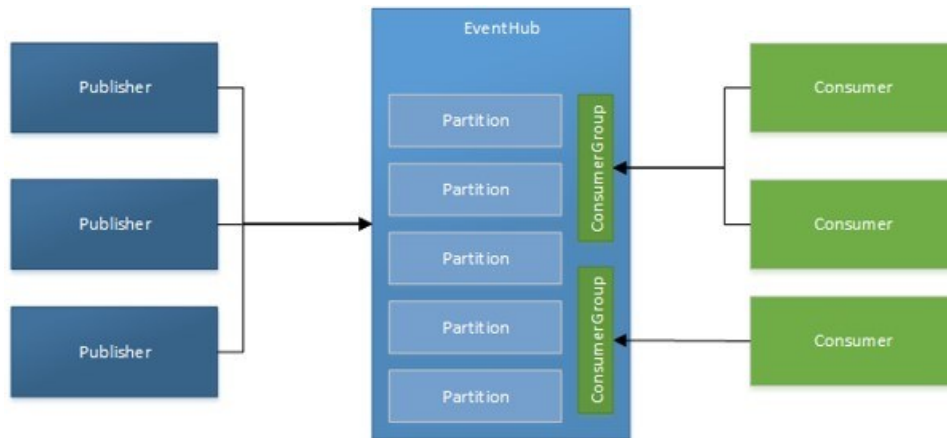 EventHub
Publisher
Publisher
Publisher
Partition
Partition
Partition
Partition
Partition
ConsumerGroup
ConsumerGroup
Consumer
Consumer
Consumer